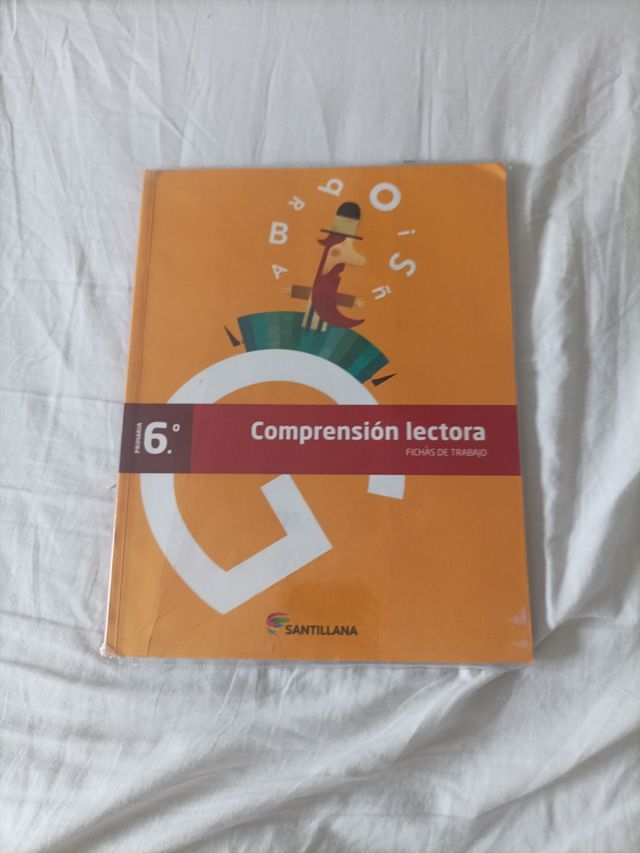 A
B
R
b
O
i
S
ñ
G
PRIMARIA
6.º
Comprensión lectora
FICHAS DE TRABAJO
SANTILLANA